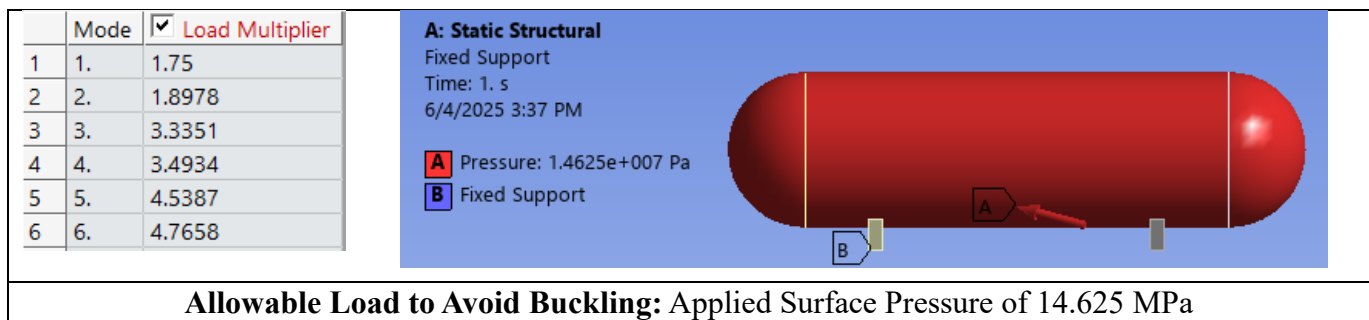 Mode Load Multiplier
1 1. 1.75
2 2. 1.8978
3 3. 3.3351
4 4. 3.4934
5 5. 4.5387
6 6. 4.7658
A: Static Structural
Fixed Support
Time: 1. s
6/4/2025 3:37 PM
A Pressure: 1.4625e+007 Pa
B Fixed Support
A
B
Allowable Load to Avoid Buckling: Applied Surface Pressure of 14.625 MPa